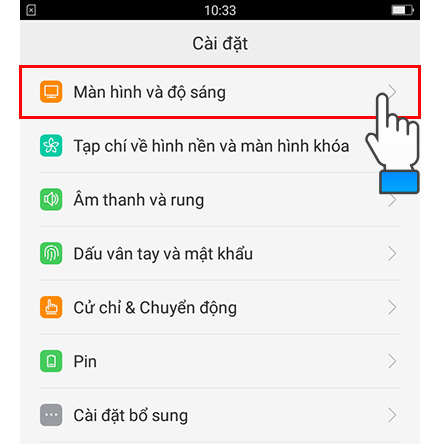 10:33
Cài đặt
Màn hình và độ sáng
Tạp chí về hình nền và màn hình khóa
Âm thanh và rung
Dấu vân tay và mật khẩu
Cử chỉ & Chuyển động
Pin
Cài đặt bổ sung